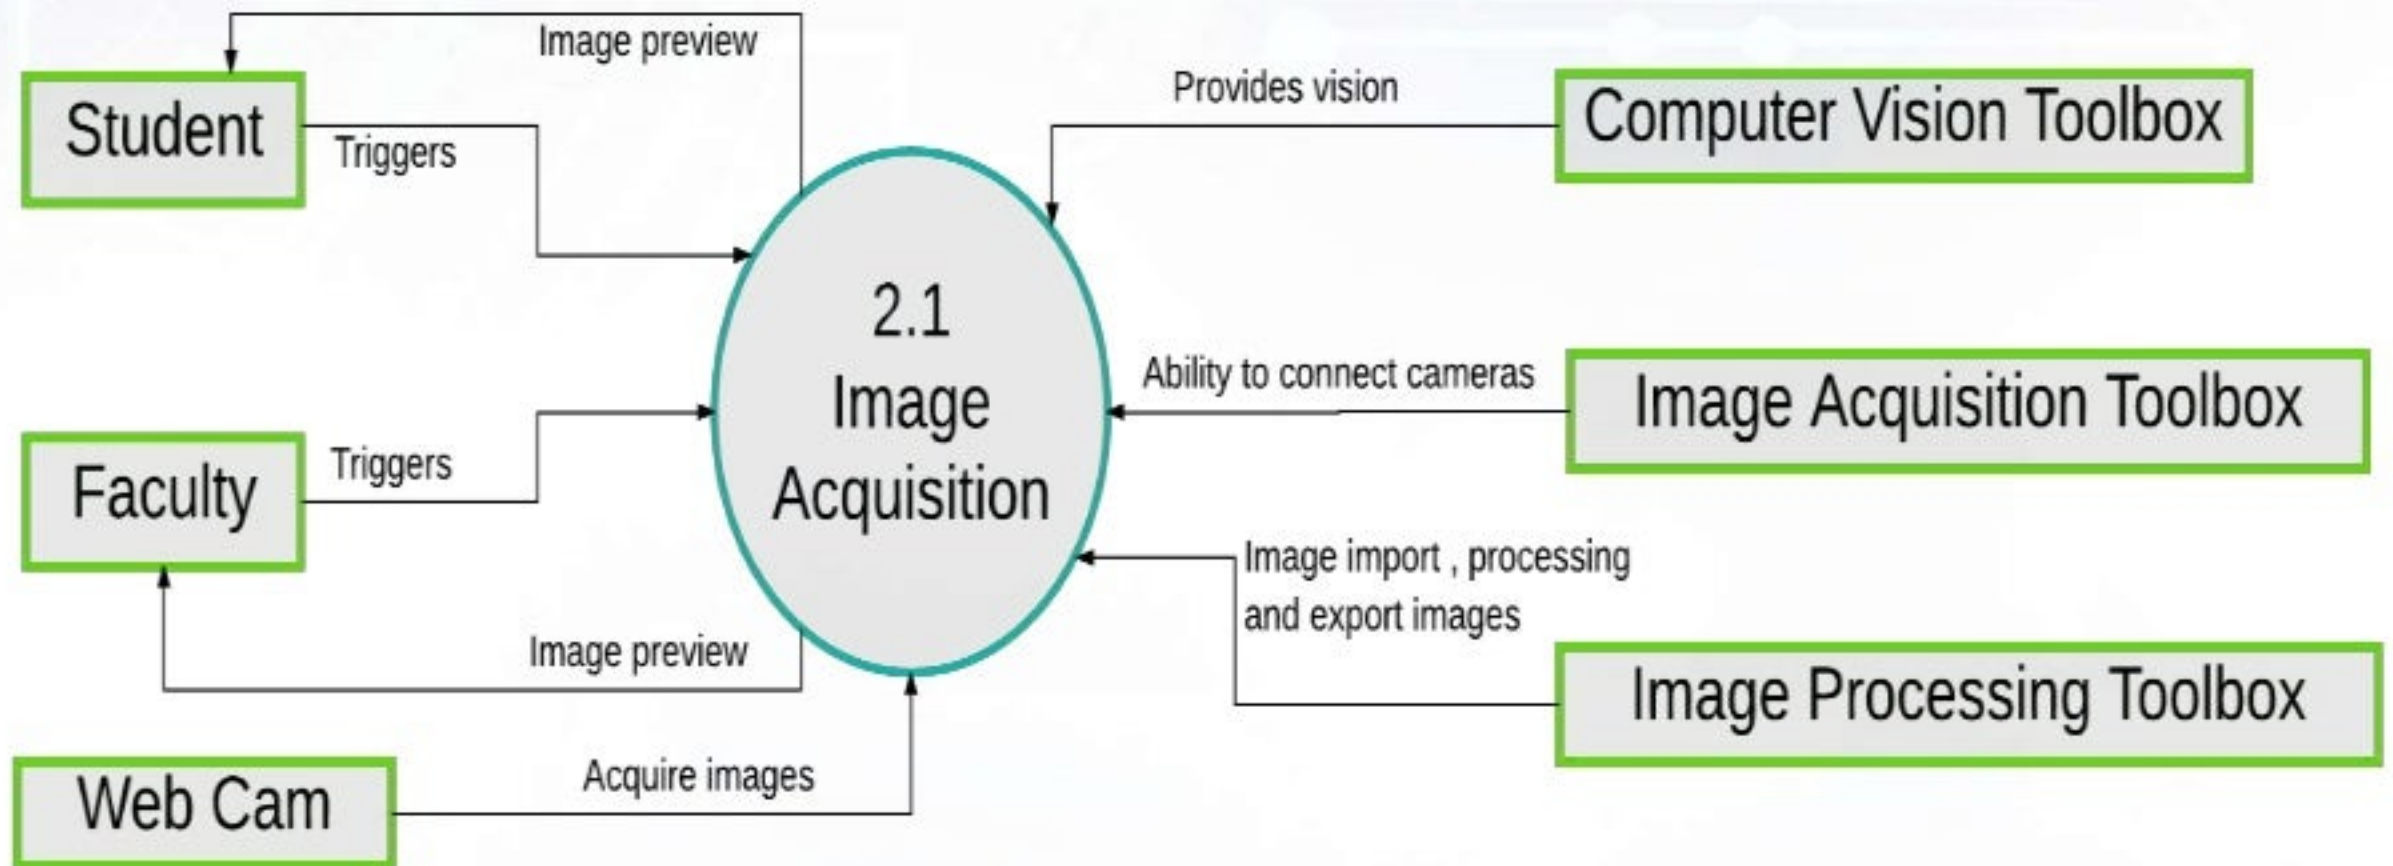 Image preview
Student
Triggers
Provides vision
Computer Vision Toolbox
2.1
Image
Acquisition
Ability to connect cameras
Image Acquisition Toolbox
Faculty
Triggers
Image import , processing
and export images
Image preview
Image Processing Toolbox
Web Cam
Acquire images